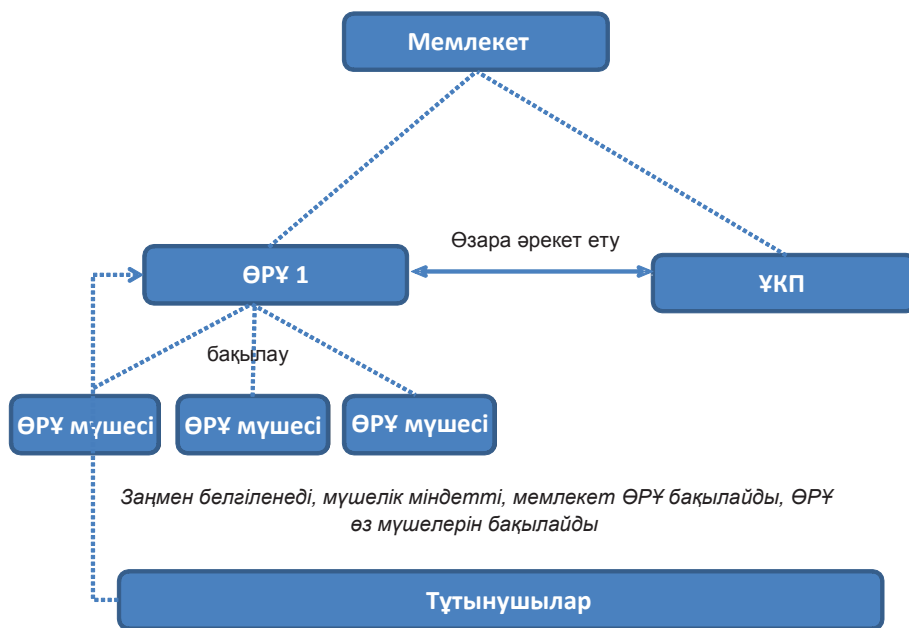 Мемлекет
Өзара әрекет ету
ӨРҰ 1
ҰКП
бақылау
ӨРҰ мүшесі
ӨРҰ мүшесі
ӨРҰ мүшесі
Заңмен белгіленеді, мүшелік міндетті, мемлекет ӨРҰ бақылайды, ӨРҰ
өз мүшелерін бақылайды
Тұтынушылар